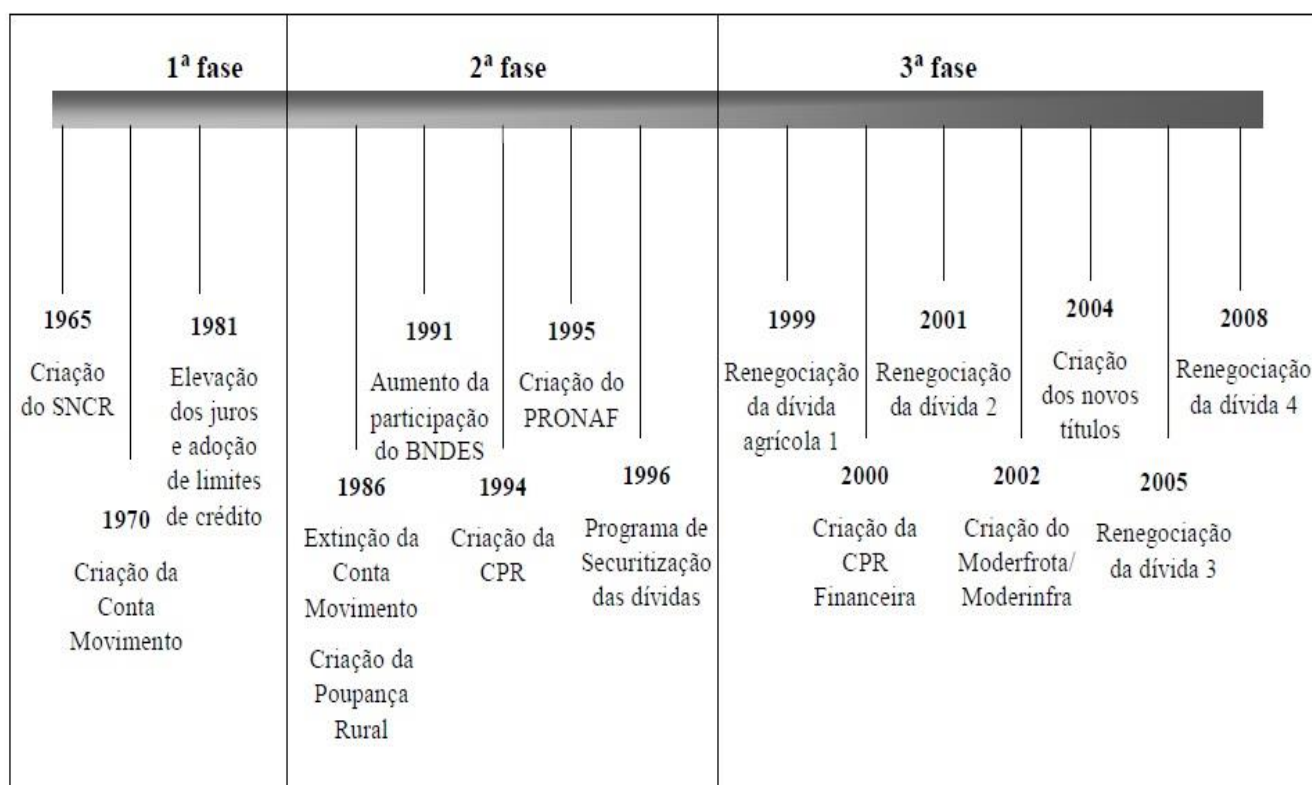 1ª fase
2ª fase
3ª fase
1965
Criação
do SNCR
1970
Criação da
Conta
Movimento
1981
Elevação
dos juros
e adoção
de limites
de crédito
1986
Extinção da
Conta
Movimento
Criação da
Poupança
Rural
1991
Aumento da
participação
do BNDES
1994
Criação da
CPR
1995
Criação do
PRONAF
1996
Programa de
Securitização
das dívidas
1999
Renegociação
da dívida
agrícola 1
2000
Criação da
CPR
Financeira
2001
Renegociação
da dívida 2
2002
Criação do
Moderfrota/
Moderinfra
2004
Criação
dos novos
títulos
2005
Renegociação
da dívida 3
2008
Renegociação
da dívida 4